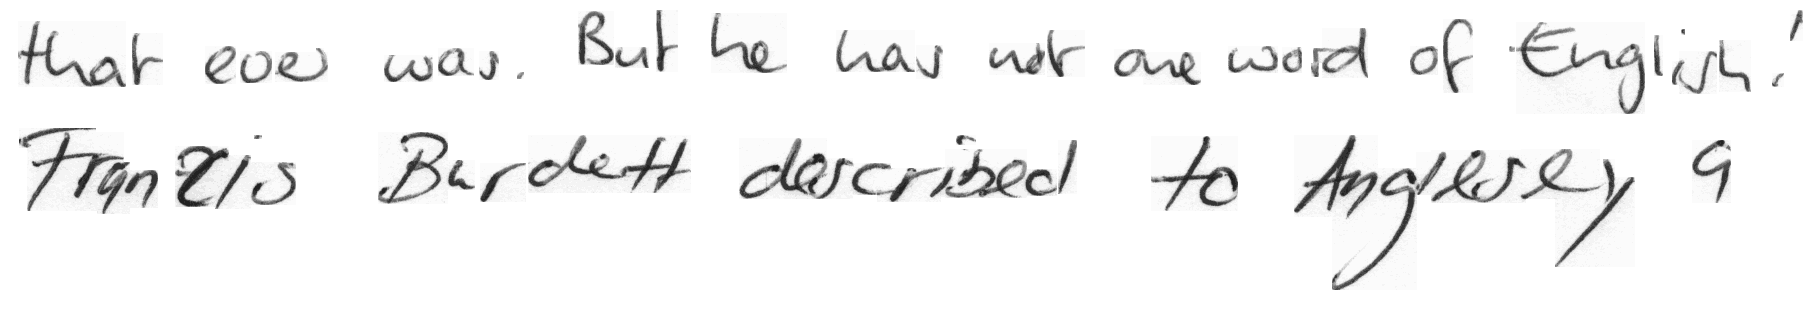 that ever was. But he has not one word of English!
Francis Burdett described to Anglesey a